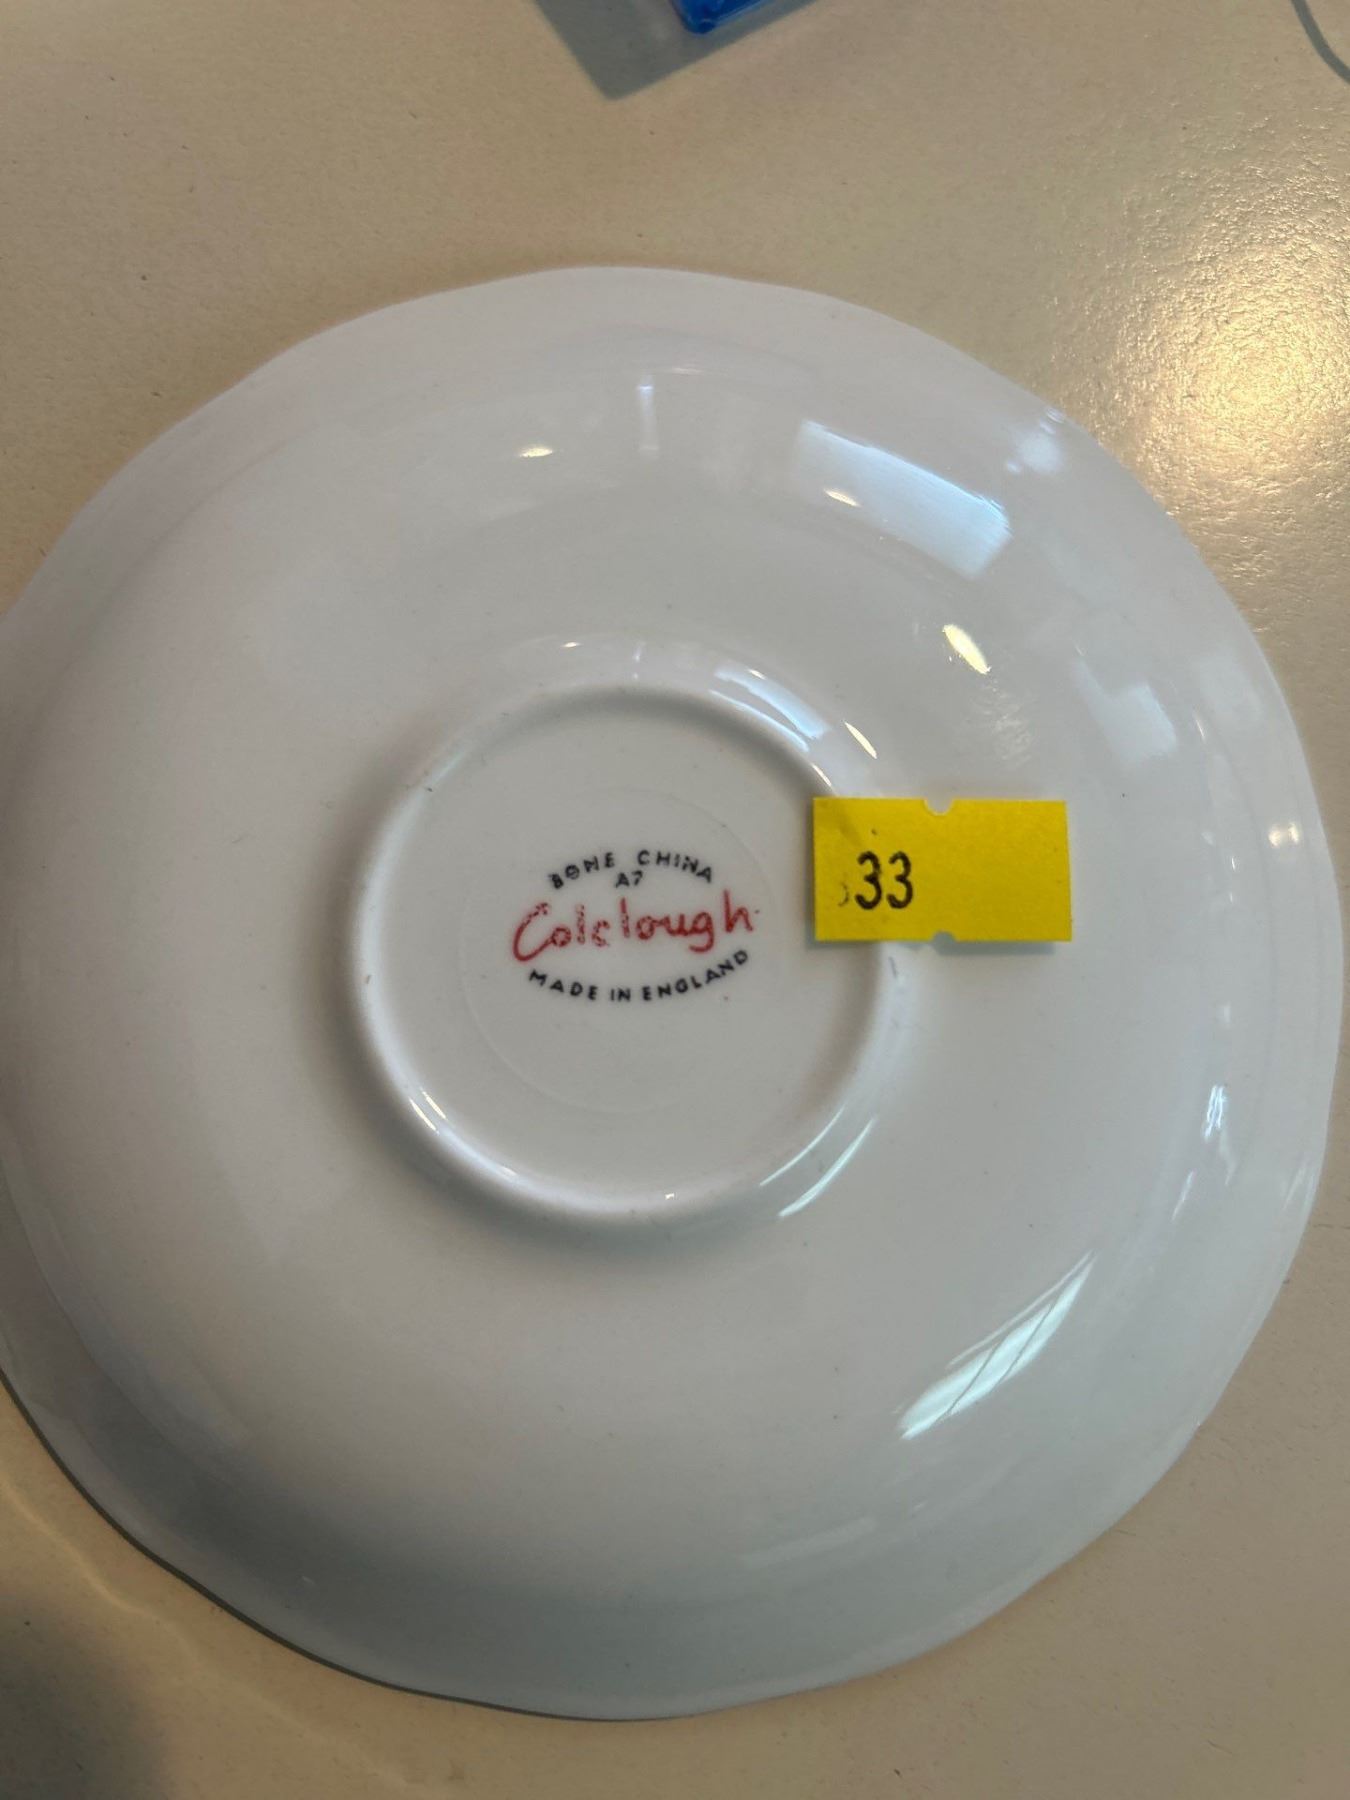 BONE CHINA
A7
Colclough
MADE IN ENGLAND
33